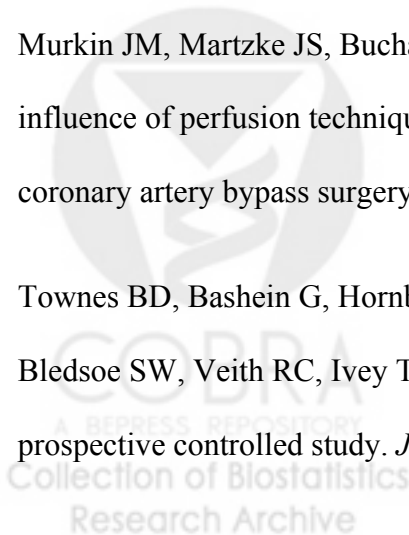 Murkin JM, Martzke JS, Bucha
influence of perfusion techniqu
coronary artery bypass surgery
Townes BD, Bashein G, Hornb
Bledsoe SW, Veith RC, Ivey T
prospective controlled study. J
COBRA
A BEPRESS REPOSITORY
Collection of Biostatistics
Research Archive